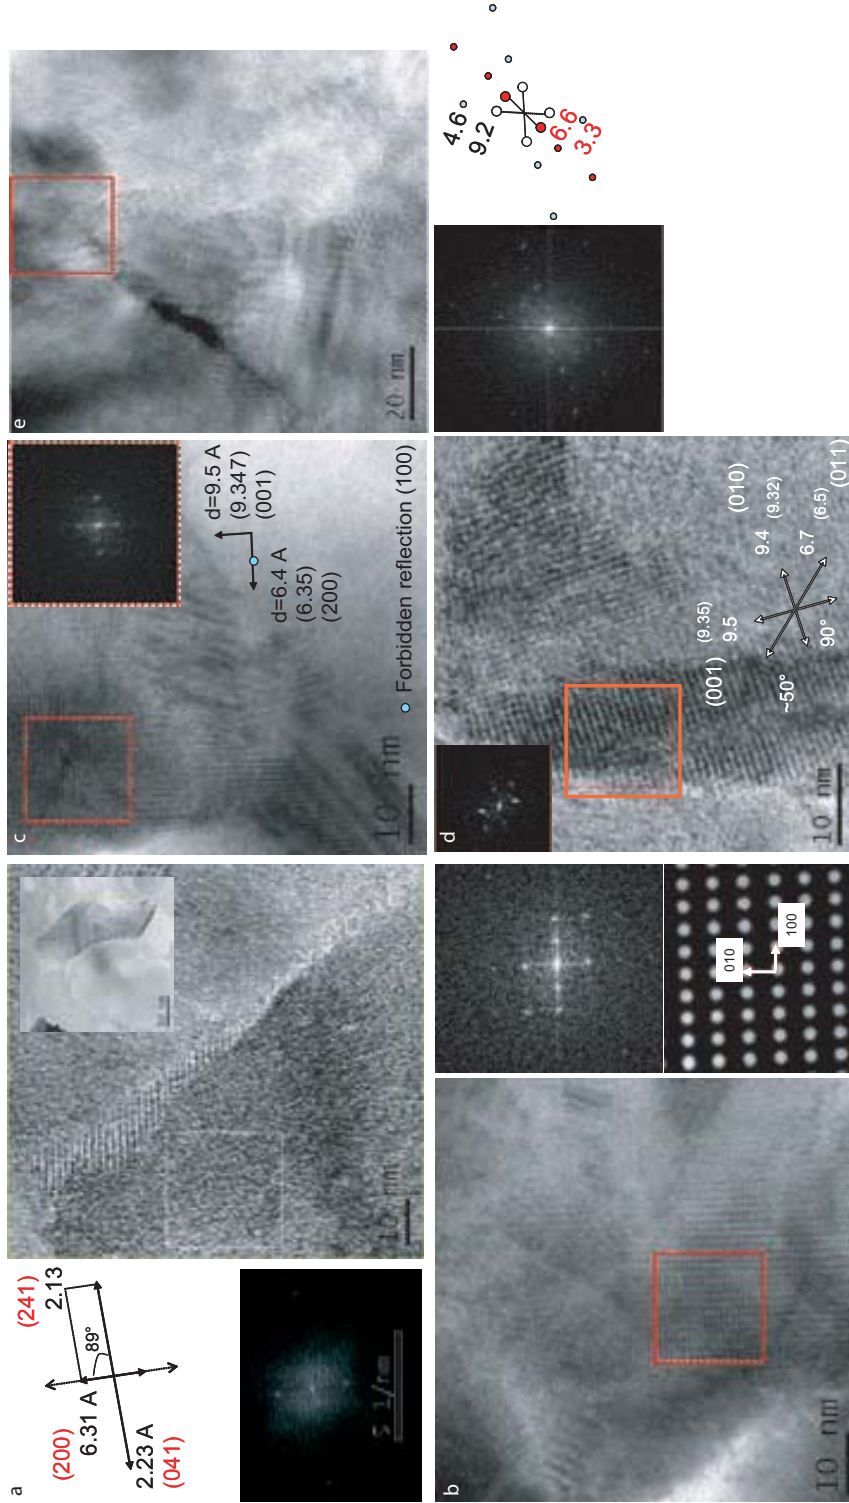 a
(200)
6.31 A
2.23 A
(041)
(241)
2.13
89°
5 1/nm
10 nm
b
10 nm
010
100
c
10 nm
d=9.5 A
(9.347)
(001)
d=6.4 A
(6.35)
(200)
Forbidden reflection (100)
d
10 nm
(001)
(9.35)
9.5
(010)
9.4 (9.32)
6.7 (6.5)
(011)
~50°
90°
e
20 nm
4.6
9.2
6.6
3.3